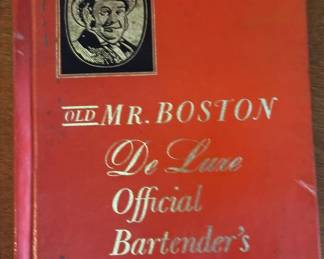 OLD MR. BOSTON
De Luxe
Official
Bartender's